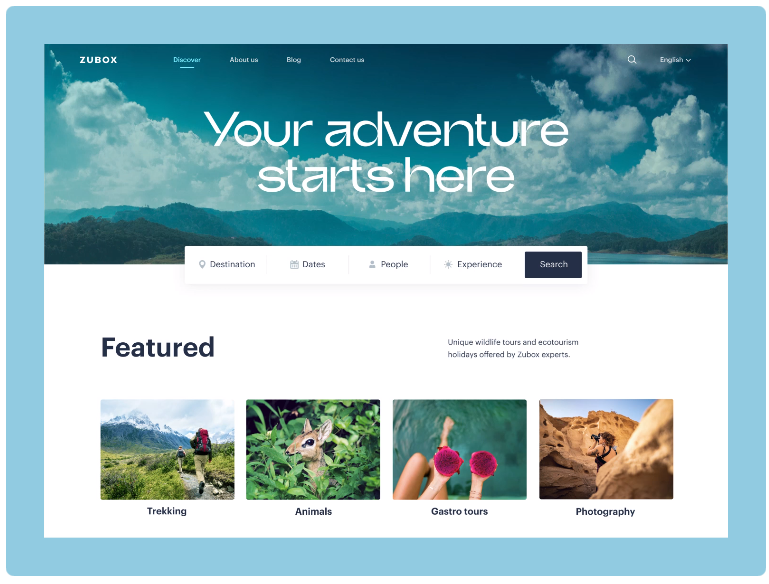 ZUBOX
Discover
About us
Blog
Contact us
English
Your adventure
starts here
Destination
Dates
People
Experience
Search
Featured
Unique wildlife tours and ecotourism
holidays offered by Zubox experts.
Trekking
Animals
Gastro tours
Photography